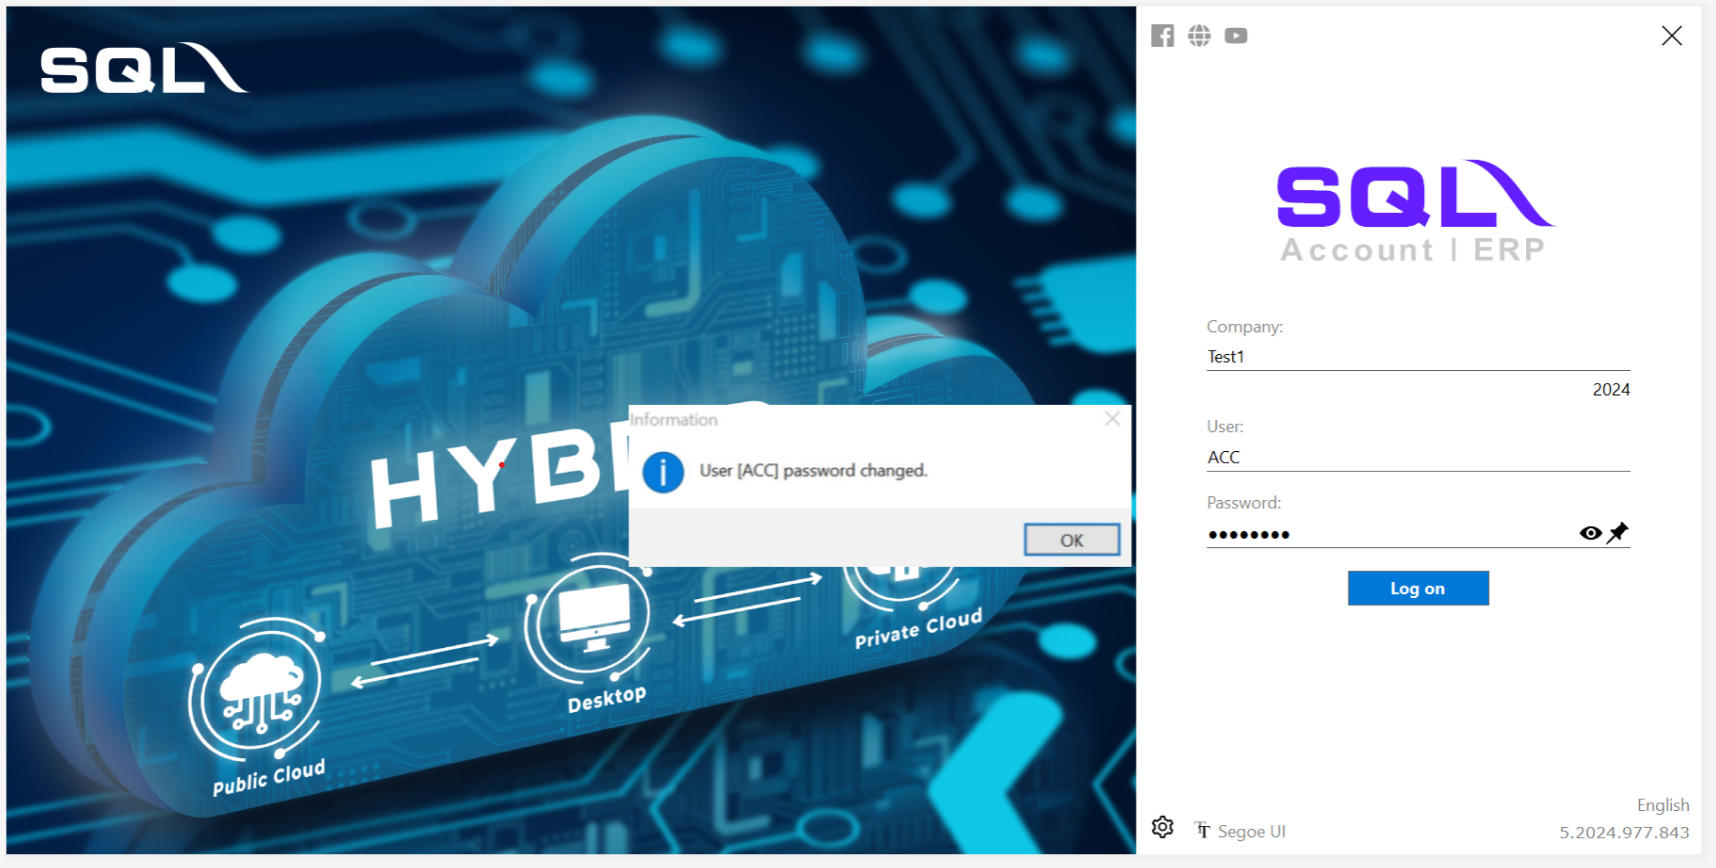 SQL
HYB
Public Cloud
Desktop
Private Cloud
Information
User [ACC] password changed.
OK
SQL
Account | ERP
Company:
Test1
2024
User:
ACC
Password:
••••••••
Log on
Segoe UI
English
5.2024.977.843